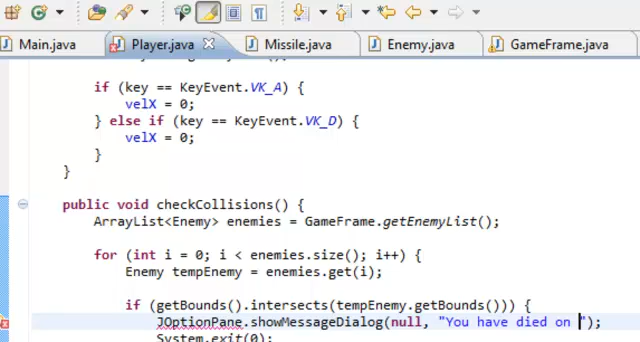 Main.java Player.java Missile.java Enemy.java GameFrame.java
if (key == KeyEvent.VK_A) {
velX = 0;
} else if (key == KeyEvent.VK_D) {
velX = 0;
}
}
public void checkCollisions() {
ArrayList<Enemy> enemies = GameFrame.getEnemyList();
for (int i = 0; i < enemies.size(); i++) {
Enemy tempEnemy = enemies.get(i);
if (getBounds().intersects(tempEnemy.getBounds())) {
JOptionPane.showMessageDialog(null, "You have died on ");
System.exit(0);